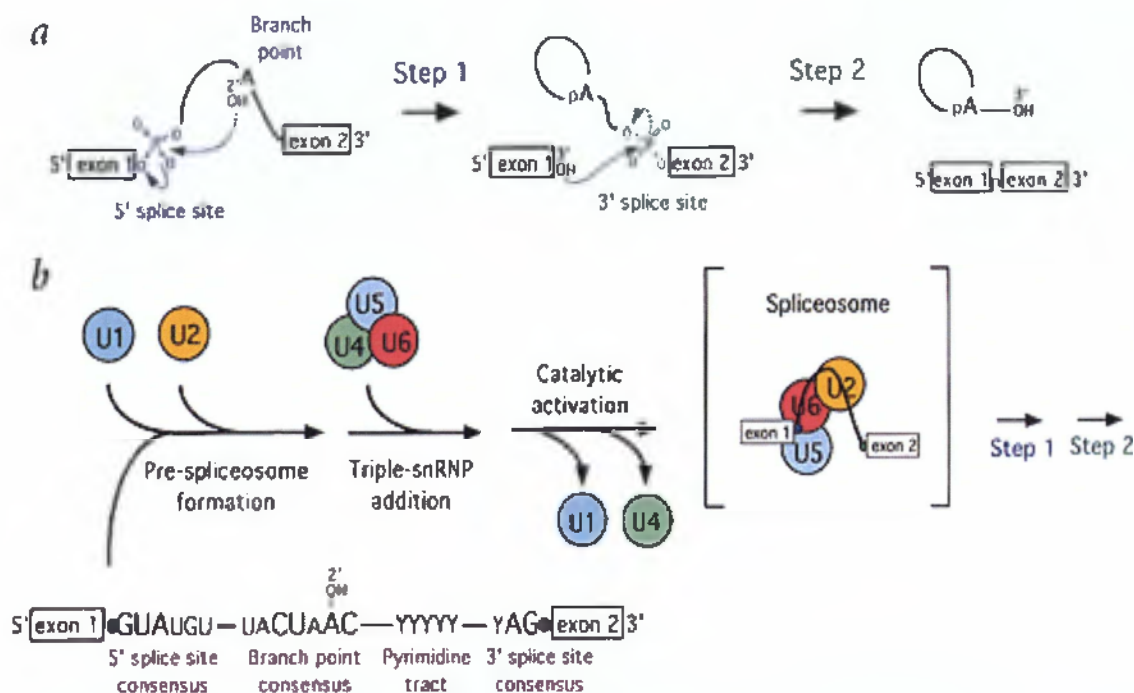 a
Branch
point
A
2'
OH
5' exon 1
exon 2 3'
5' splice site
Step 1
pA
5' exon 1 3'
OH
exon 2 3'
3' splice site
Step 2
pA OH
3'
5' exon 1 exon 2 3'
b
U1 U2
U5
U4 U6
Pre-spliceosome
formation
Triple-snRNP
addition
Catalytic
activation
U1 U4
Spliceosome
U2
U6
exon 1
U5
exon 2
Step 1 Step 2
2'
OH
5' exon 1 GUAUGU — UACUAAC — YYYYY — YAG exon 2 3'
5' splice site
consensus
Branch point
consensus
Pyrimidine
tract
3' splice site
consensus